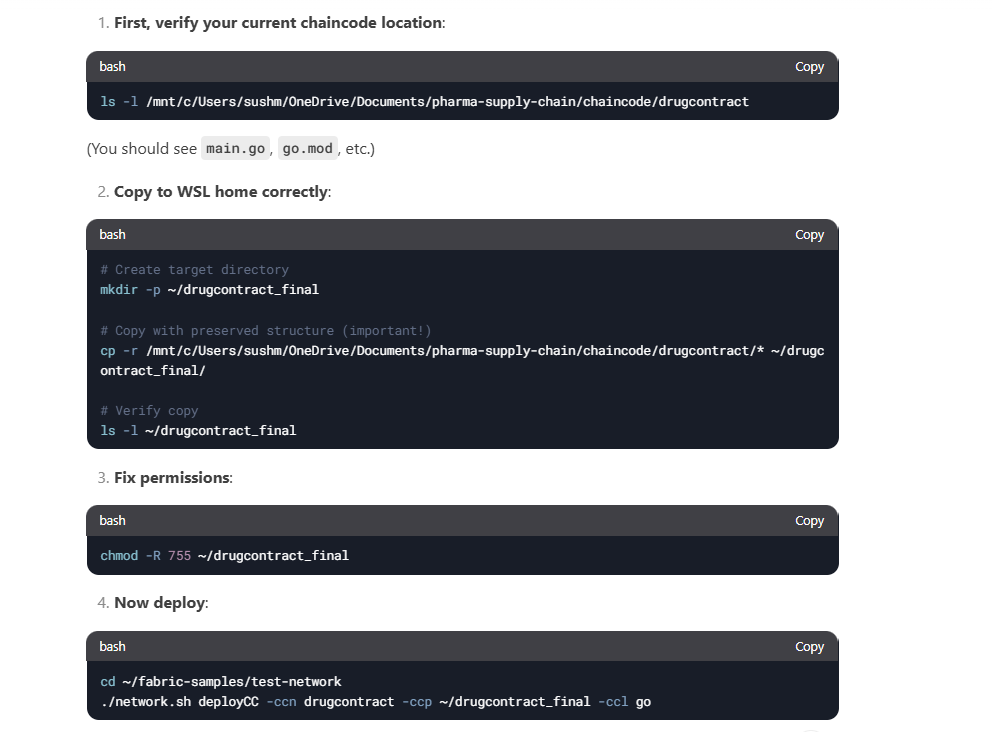 1. First, verify your current chaincode location:
bash Copy
ls -l /mnt/c/Users/sushm/OneDrive/Documents/pharma-supply-chain/chaincode/drugcontract
(You should see main.go, go.mod, etc.)
2. Copy to WSL home correctly:
bash Copy
# Create target directory
mkdir -p ~/drugcontract_final
# Copy with preserved structure (important!)
cp -r /mnt/c/Users/sushm/OneDrive/Documents/pharma-supply-chain/chaincode/drugcontract/* ~/drugc
ontract_final/
# Verify copy
ls -l ~/drugcontract_final
3. Fix permissions:
bash Copy
chmod -R 755 ~/drugcontract_final
4. Now deploy:
bash Copy
cd ~/fabric-samples/test-network
./network.sh deployCC -ccn drugcontract -ccp ~/drugcontract_final -ccl go